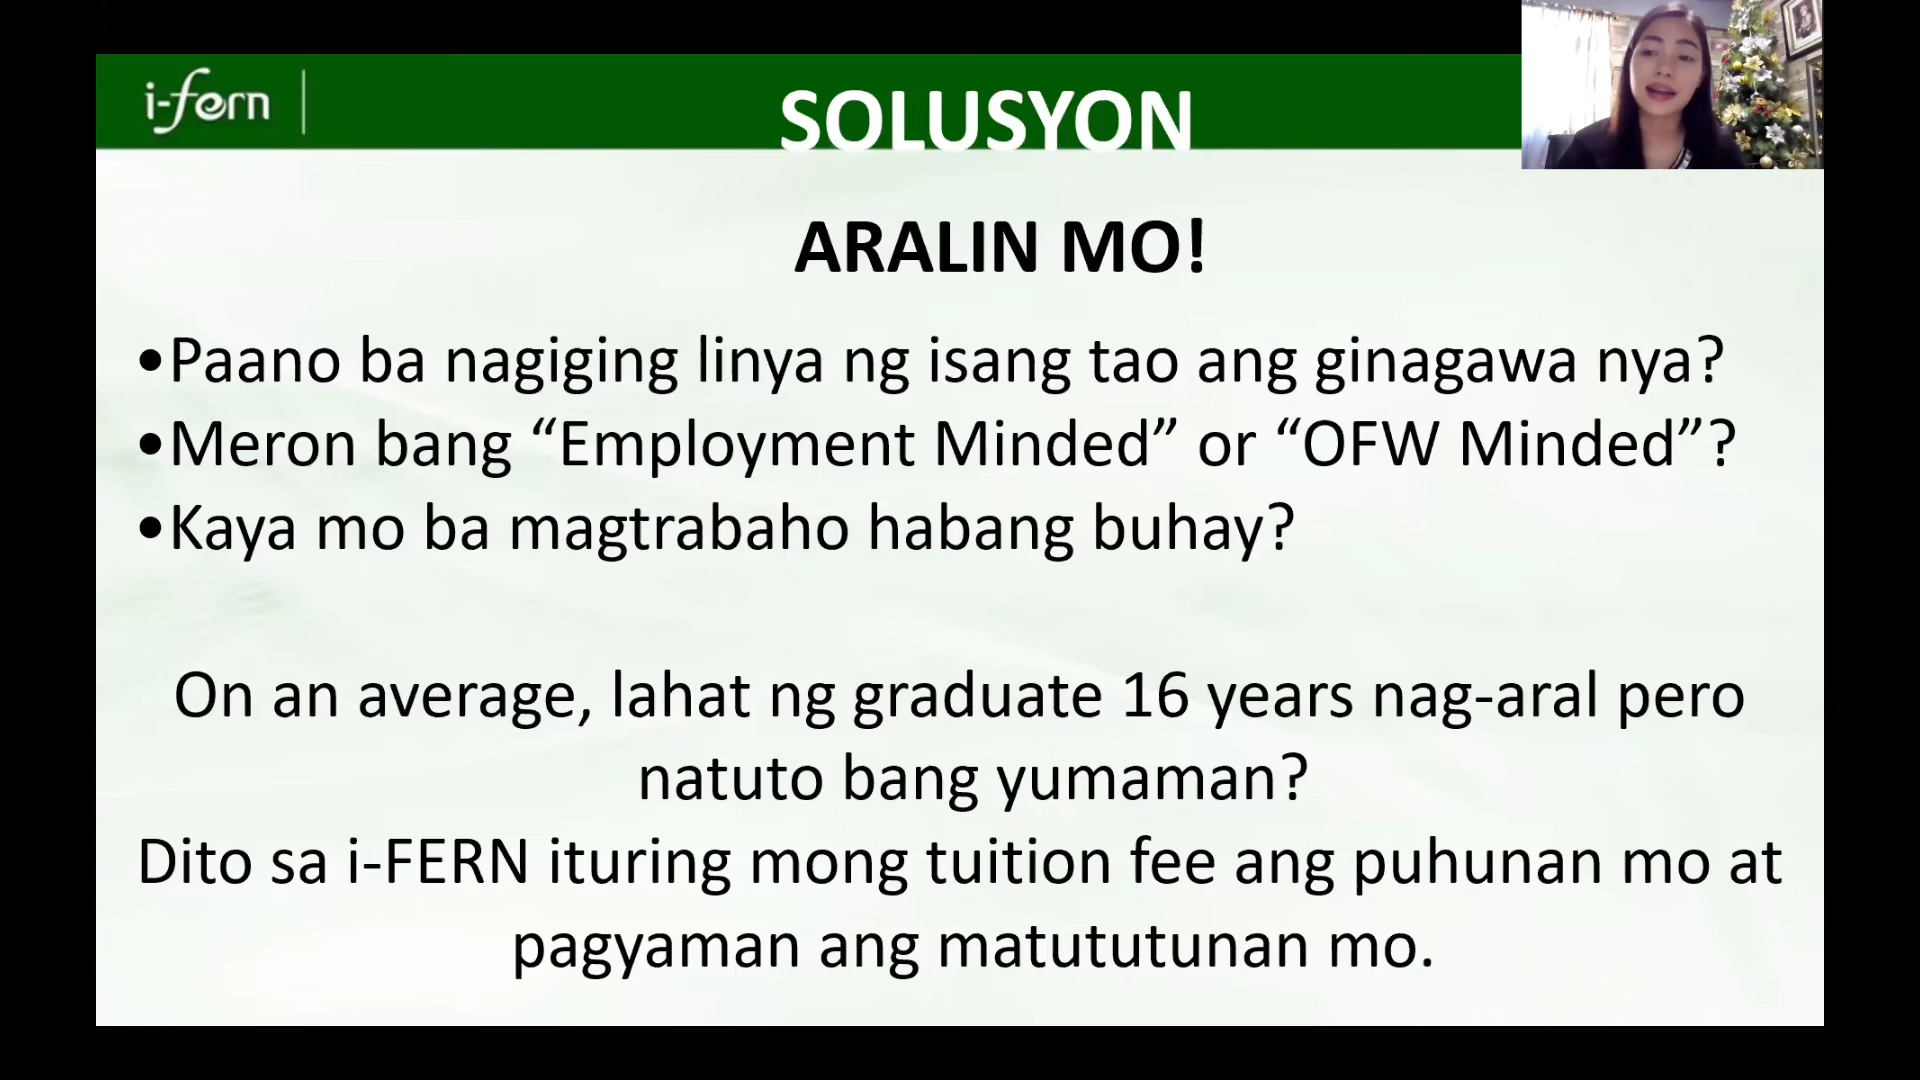 i-fern
SOLUSYON
ARALIN MO!
•Paano ba nagiging linya ng isang tao ang ginagawa nya?
•Meron bang “Employment Minded” or “OFW Minded”?
•Kaya mo ba magtrabaho habang buhay?
On an average, lahat ng graduate 16 years nag-aral pero
natuto bang yumaman?
Dito sa i-FERN ituring mong tuition fee ang puhunan mo at
pagyaman ang matututunan mo.